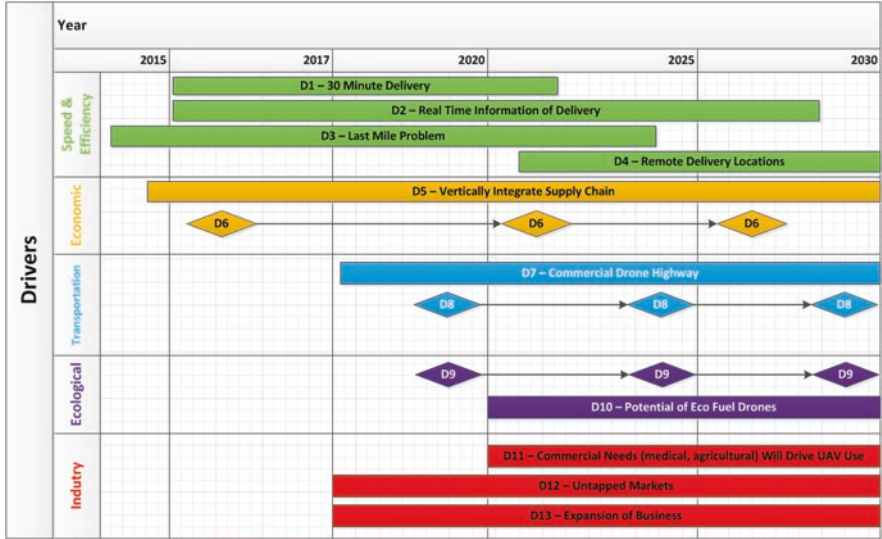 Year
2015 2017 2020 2025 2030
Drivers
Speed &
Efficiency
D1 – 30 Minute Delivery
D2 – Real Time Information of Delivery
D3 – Last Mile Problem
D4 – Remote Delivery Locations
Economic
D5 – Vertically Integrate Supply Chain
D6 D6 D6
Transportation
D7 – Commercial Drone Highway
D8 D8 D8
Ecological
D9 D9 D9
D10 – Potential of Eco Fuel Drones
Indutry
D11 – Commercial Needs (medical, agricultural) Will Drive UAV Use
D12 – Untapped Markets
D13 – Expansion of Business